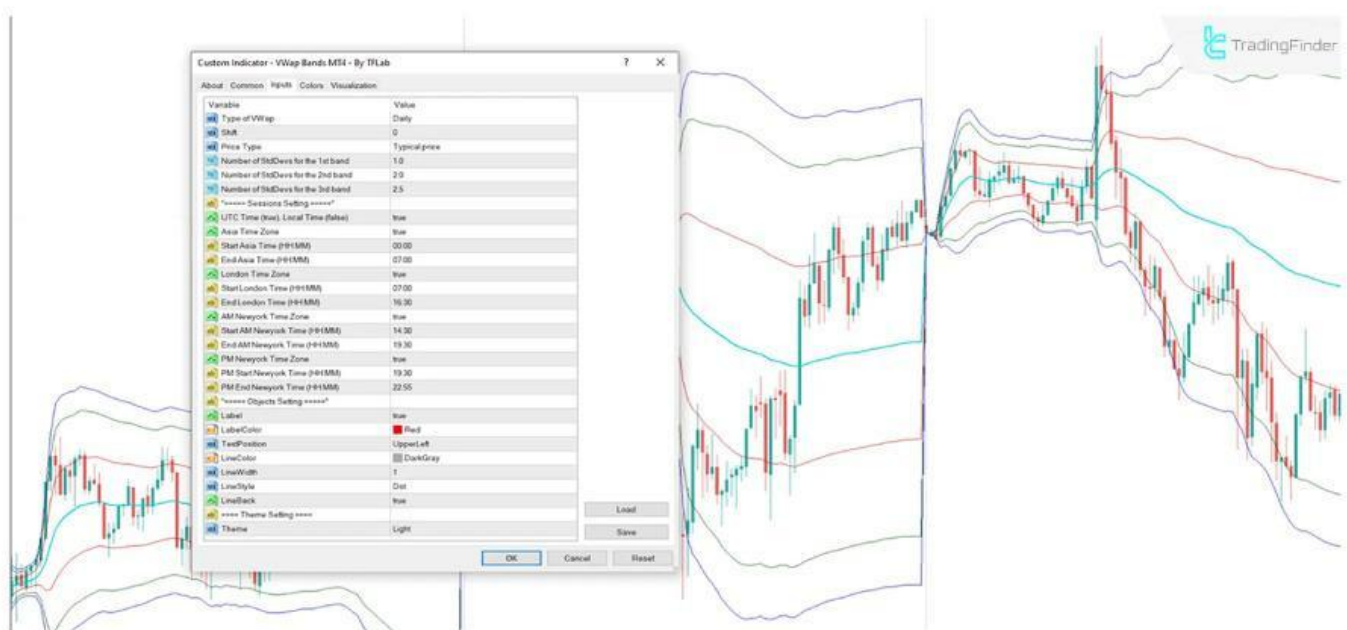 TradingFinder
Custom Indicator - VWap Bands MT4 - By TFLab ? X
About Common Inputs Colors Visualization
Variable Value
Type of VWap Daily
Shift 0
Price Type Typical price
Number of StdDevs for the 1st band 1.0
Number of StdDevs for the 2nd band 2.0
Number of StdDevs for the 3rd band 2.5
"===== Sessions Setting ====="
UTC Time (true), Local Time (false) true
Asia Time Zone true
Start Asia Time (HH:MM) 00:00
End Asia Time (HH:MM) 07:00
London Time Zone true
Start London Time (HH:MM) 07:00
End London Time (HH:MM) 16:30
AM Newyork Time Zone true
Start AM Newyork Time (HH:MM) 14:30
End AM Newyork Time (HH:MM) 19:30
PM Newyork Time Zone true
PM Start Newyork Time (HH:MM) 19:30
PM End Newyork Time (HH:MM) 22:55
"===== Objects Setting ====="
Label true
LabelColor Red
TextPosition UpperLeft
LineColor DarkGray
LineWidth 1
LineStyle Dot
LineBack true
==== Theme Setting ====
Theme Light
Load
Save
OK Cancel Reset